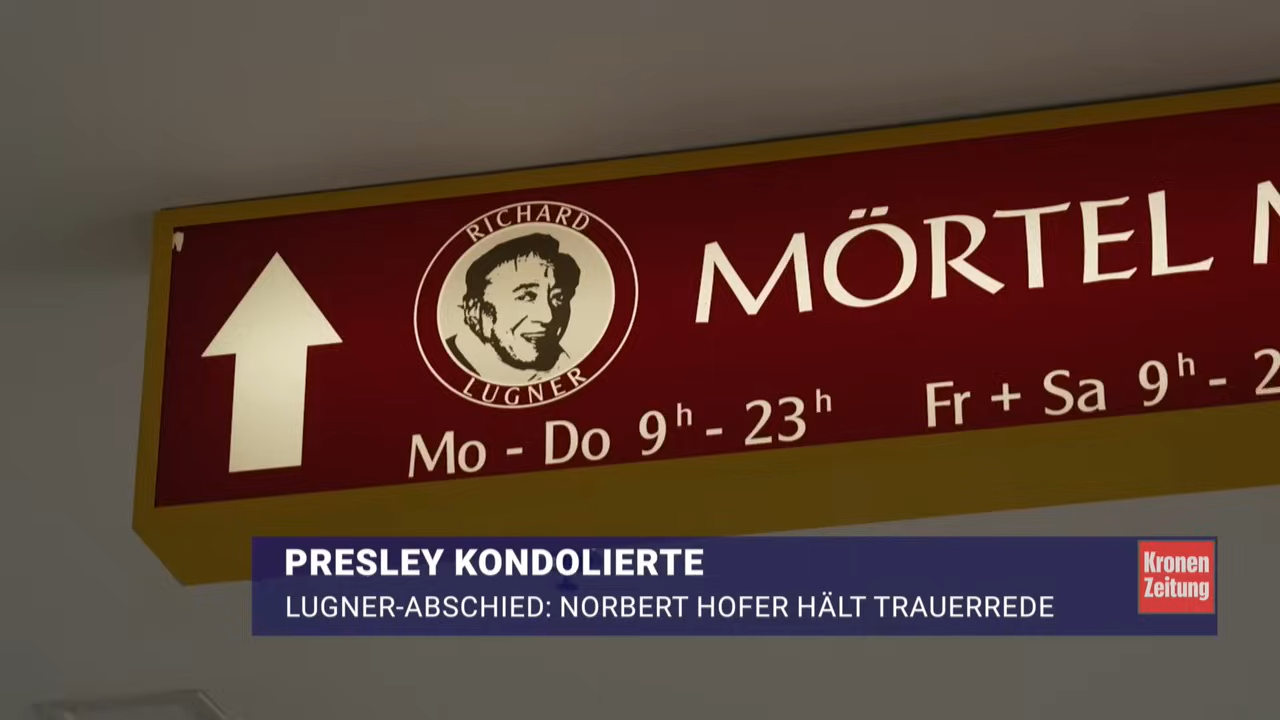 RICHARD
LUGNER
MÖRTEL
Mo - Do 9h - 23h Fr + Sa 9h - 2
PRESLEY KONDOLIERTE
LUGNER-ABSCHIED: NORBERT HOFER HÄLT TRAUERREDE
Kronen
Zeitung